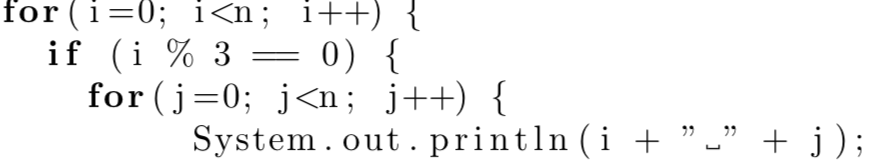 for(i=0; i<n; i++) {
if (i % 3 == 0) {
for(j=0; j<n; j++) {
System.out.println(i + "␣" + j);